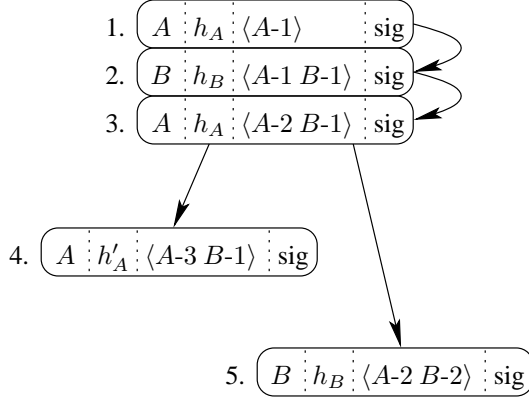 1. A h_A ⟨A-1⟩ sig
2. B h_B ⟨A-1 B-1⟩ sig
3. A h_A ⟨A-2 B-1⟩ sig
4. A h'_A ⟨A-3 B-1⟩ sig
5. B h_B ⟨A-2 B-2⟩ sig